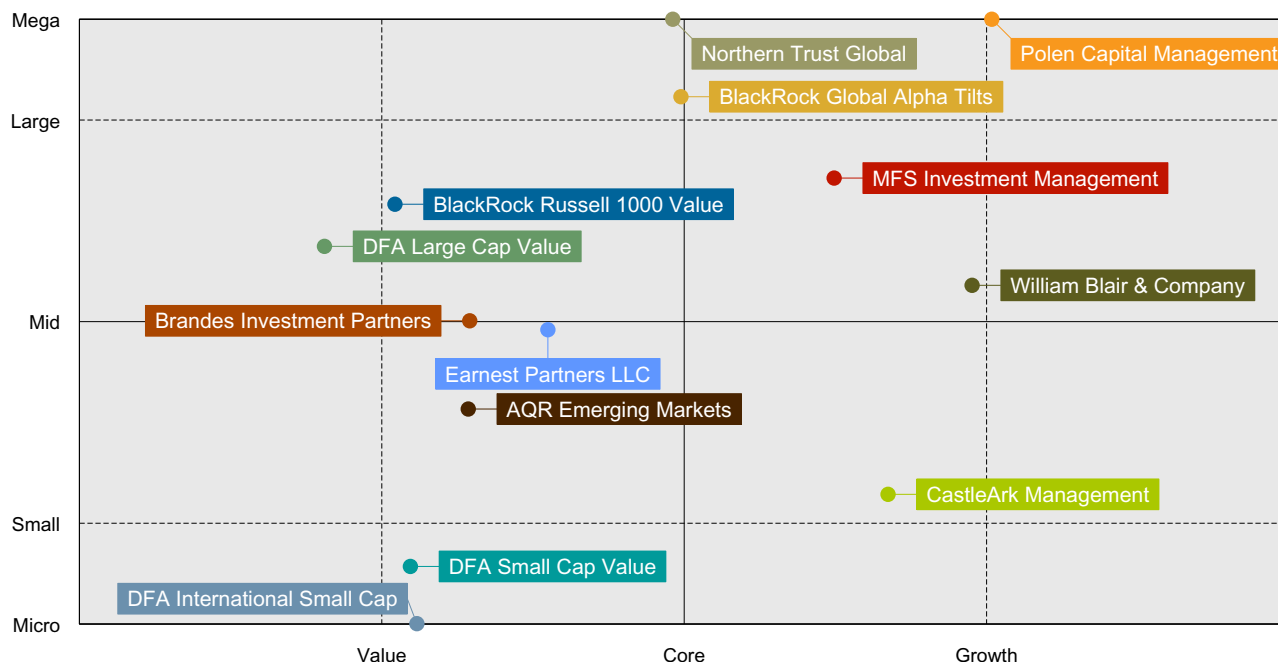 Mega
Northern Trust Global
Polen Capital Management
BlackRock Global Alpha Tilts
Large
MFS Investment Management
BlackRock Russell 1000 Value
DFA Large Cap Value
William Blair & Company
Mid
Brandes Investment Partners
Earnest Partners LLC
AQR Emerging Markets
CastleArk Management
Small
DFA Small Cap Value
DFA International Small Cap
Micro
Value
Core
Growth